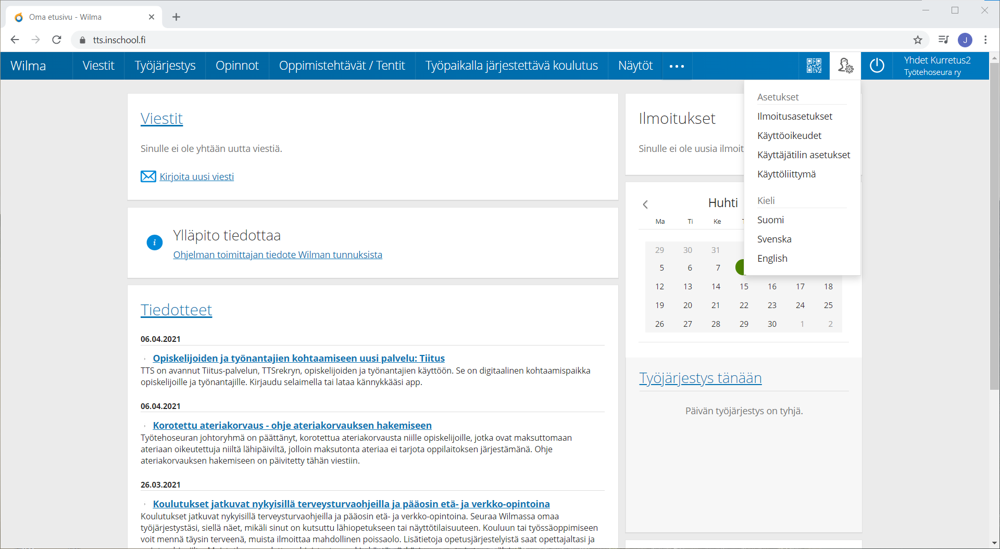 Oma etusivu - Wilma
tts.inschool.fi
J
Wilma
Viestit
Työjärjestys
Opinnot
Oppimistehtävät / Tentit
Työpaikalla järjestettävä koulutus
Näytöt
Yhdet Kurretus2
Työtehoseura ry
Viestit
Sinulle ei ole yhtään uutta viestiä.
Kirjoita uusi viesti
Ylläpito tiedottaa
Ohjelman toimittajan tiedote Wilman tunnuksista
Tiedotteet
06.04.2021
Opiskelijoiden ja työnantajien kohtaamiseen uusi palvelu: Tiitus
TTS on avannut Tiitus-palvelun, TTSrekryn, opiskelijoiden ja työnantajien käyttöön. Se on digitaalinen kohtaamispaikka
opiskelijoille ja työnantajille. Kirjaudu selaimella tai lataa kännykkääsi app.
06.04.2021
Korotettu ateriakorvaus - ohje ateriakorvauksen hakemiseen
Työtehoseuran johtoryhmä on päättänyt, korotettua ateriakorvausta niille opiskelijoille, jotka ovat maksuttomaan
ateriaan oikeutettuja niiltä lähipäiviltä, jolloin maksutonta ateriaa ei tarjota oppilaitoksen järjestämänä. Ohje
ateriakorvauksen hakemiseen on päivitetty tähän viestiin.
26.03.2021
Koulutukset jatkuvat nykyisillä terveysturvaohjeilla ja pääosin etä- ja verkko-opintoina
Koulutukset jatkuvat nykyisillä terveysturvaohjeilla ja pääosin etä- ja verkko-opintoina. Seuraa Wilmassa omaa
työjärjestystäsi, siellä näet, mikäli sinut on kutsuttu lähiopetukseen tai näyttötilaisuuteen. Kouluun tai työssäoppimiseen
voit mennä täysin terveenä, muista ilmoittaa mahdollinen poissaolo. Lisätietoja opetusjärjestelyistä saat opettajaltasi ja
Ilmoitukset
Sinulle ei ole uusia ilmoit
Asetukset
Ilmoitusasetukset
Käyttöoikeudet
Käyttäjätilin asetukset
Käyttöliittymä
Kieli
Suomi
Svenska
English
Huhti
Ma Ti Ke
29 30 31
5 6 7
12 13 14 15 16 17 18
19 20 21 22 23 24 25
26 27 28 29 30 1 2
Työjärjestys tänään
Päivän työjärjestys on tyhjä.